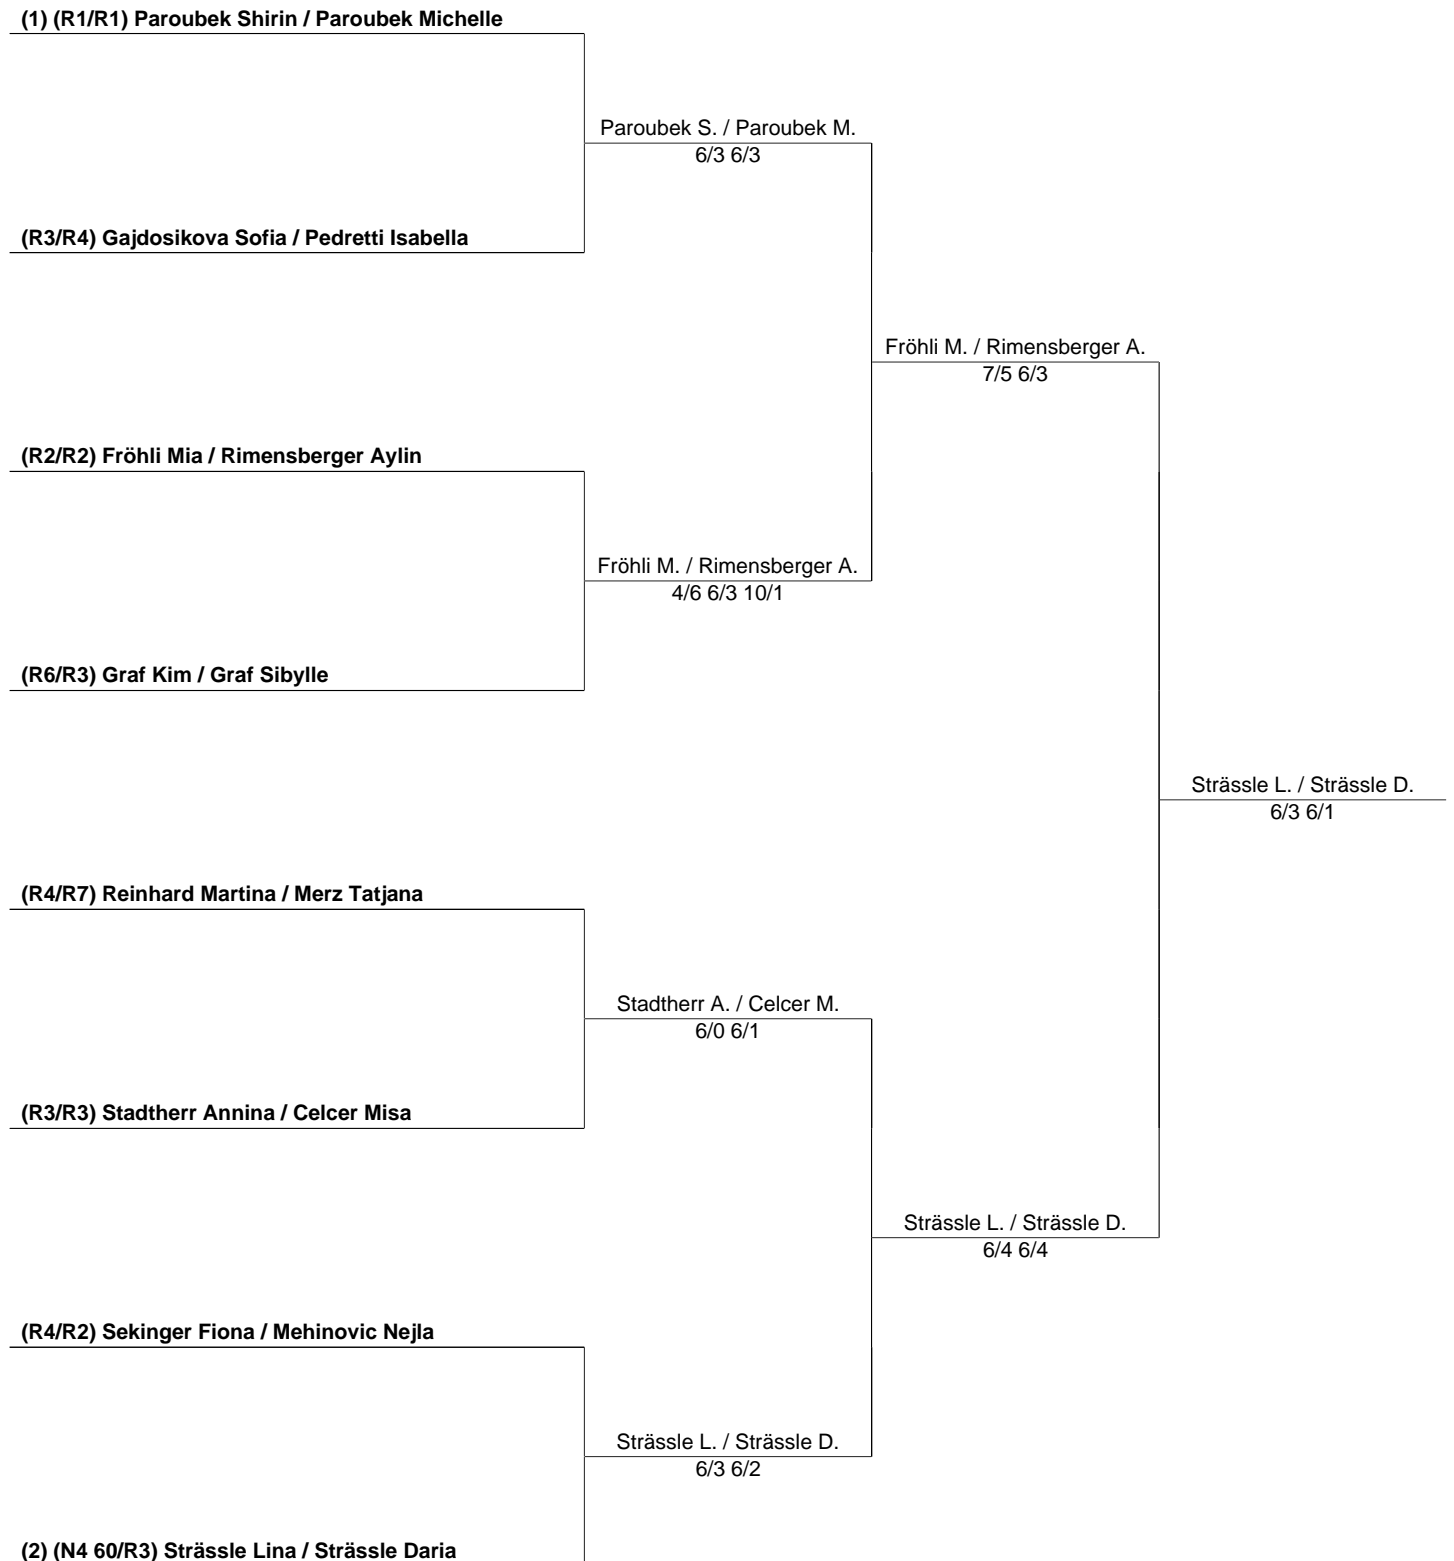 (1) (R1/R1) Paroubek Shirin / Paroubek Michelle
Paroubek S. / Paroubek M.
6/3 6/3
(R3/R4) Gajdosikova Sofia / Pedretti Isabella
Fröhli M. / Rimensberger A.
7/5 6/3
(R2/R2) Fröhli Mia / Rimensberger Aylin
Fröhli M. / Rimensberger A.
4/6 6/3 10/1
(R6/R3) Graf Kim / Graf Sibylle
Strässle L. / Strässle D.
6/3 6/1
(R4/R7) Reinhard Martina / Merz Tatjana
Stadtherr A. / Celcer M.
6/0 6/1
(R3/R3) Stadtherr Annina / Celcer Misa
Strässle L. / Strässle D.
6/4 6/4
(R4/R2) Sekinger Fiona / Mehinovic Nejla
Strässle L. / Strässle D.
6/3 6/2
(2) (N4 60/R3) Strässle Lina / Strässle Daria